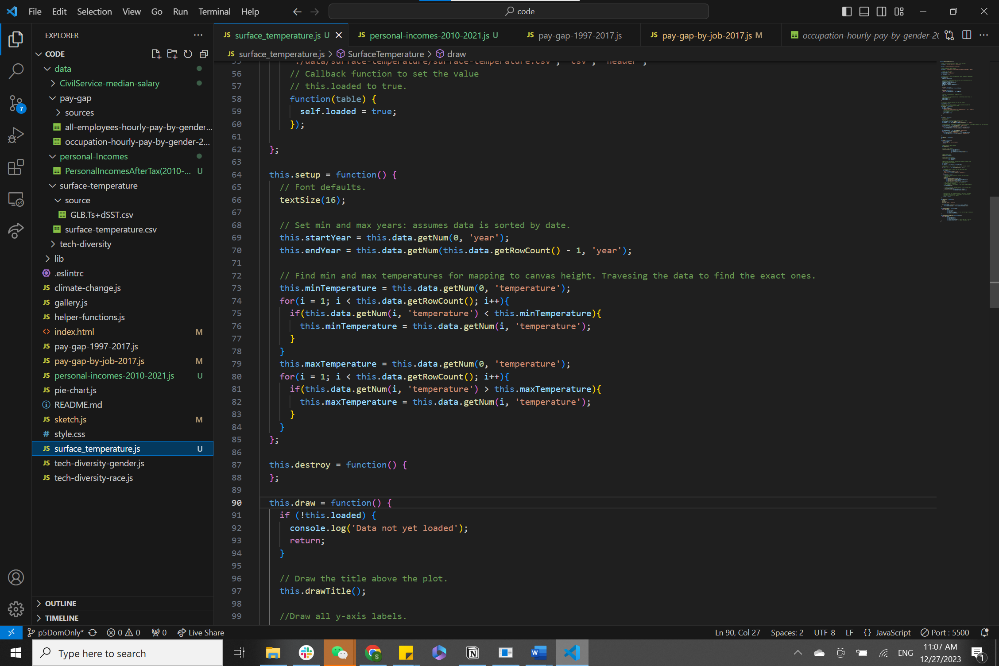 File Edit Selection View Go Run Terminal Help
code
EXPLORER
CODE
data
CivilService-median-salary
pay-gap
sources
all-employees-hourly-pay-by-gender...
occupation-hourly-pay-by-gender-2...
personal-Incomes
PersonalIncomesAfterTax(2010-... U
surface-temperature
source
GLB.Ts+dSST.csv
surface-temperature.csv
tech-diversity
lib
.eslintrc
JS climate-change.js
JS gallery.js
JS helper-functions.js
<> index.html M
JS pay-gap-1997-2017.js
JS pay-gap-by-job-2017.js M
JS personal-incomes-2010-2021.js U
JS pie-chart.js
README.md
JS sketch.js M
# style.css
JS surface_temperature.js U
JS tech-diversity-gender.js
JS tech-diversity-race.js
OUTLINE
TIMELINE
7
JS surface_temperature.js U JS personal-incomes-2010-2021.js U JS pay-gap-1997-2017.js JS pay-gap-by-job-2017.js M occupation-hourly-pay-by-gender-20
JS surface_temperature.js > SurfaceTemperature > draw
55 './data/surface-temperature/surface-temperature.csv', 'csv', 'header',
56 // Callback function to set the value
57 // this.loaded to true.
58 function(table) {
59 self.loaded = true;
60 });
61
62 };
63
64 this.setup = function() {
65 // Font defaults.
66 textSize(16);
67
68 // Set min and max years: assumes data is sorted by date.
69 this.startYear = this.data.getNum(0, 'year');
70 this.endYear = this.data.getNum(this.data.getRowCount() - 1, 'year');
71
72 // Find min and max temperatures for mapping to canvas height. Travesing the data to find the exact ones.
73 this.minTemperature = this.data.getNum(0, 'temperature');
74 for(i = 1; i < this.data.getRowCount(); i++){
75 if(this.data.getNum(i, 'temperature') < this.minTemperature){
76 this.minTemperature = this.data.getNum(i, 'temperature');
77 }
78 }
79 this.maxTemperature = this.data.getNum(0, 'temperature');
80 for(i = 1; i < this.data.getRowCount(); i++){
81 if(this.data.getNum(i, 'temperature') > this.maxTemperature){
82 this.maxTemperature = this.data.getNum(i, 'temperature');
83 }
84 }
85 };
86
87 this.destroy = function() {
88 };
89
90 this.draw = function() {
91 if (!this.loaded) {
92 console.log('Data not yet loaded');
93 return;
94 }
95
96 // Draw the title above the plot.
97 this.drawTitle();
98
99 //Draw all y-axis labels.
p5DomOnly* 0 0 0 Live Share Ln 90, Col 27 Spaces: 2 UTF-8 LF {} JavaScript Port : 5500
Type here to search
ENG
11:07 AM
12/27/2023
1